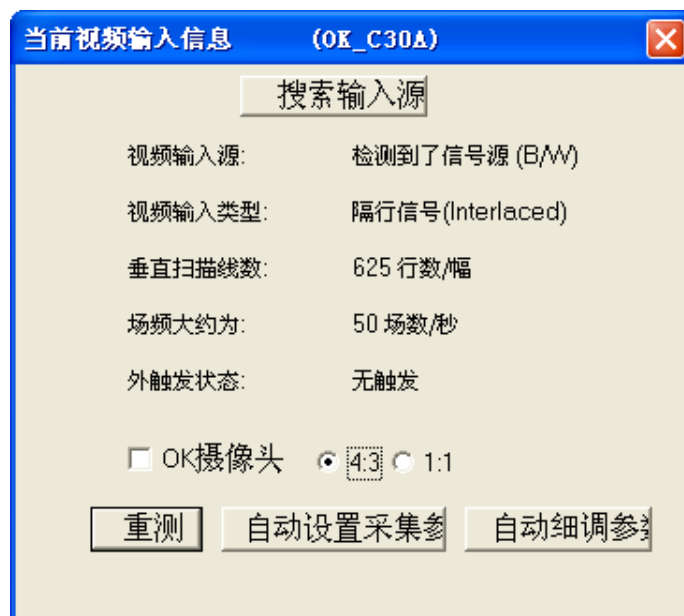 当前视频输入信息 (OK_C30A)
搜索输入源
视频输入源: 检测到了信号源 (B/W)
视频输入类型: 隔行信号(Interlaced)
垂直扫描线数: 625 行数/幅
场频大约为: 50 场数/秒
外触发状态: 无触发
OK摄像头 4:3 1:1
重测 自动设置采集参 自动细调参